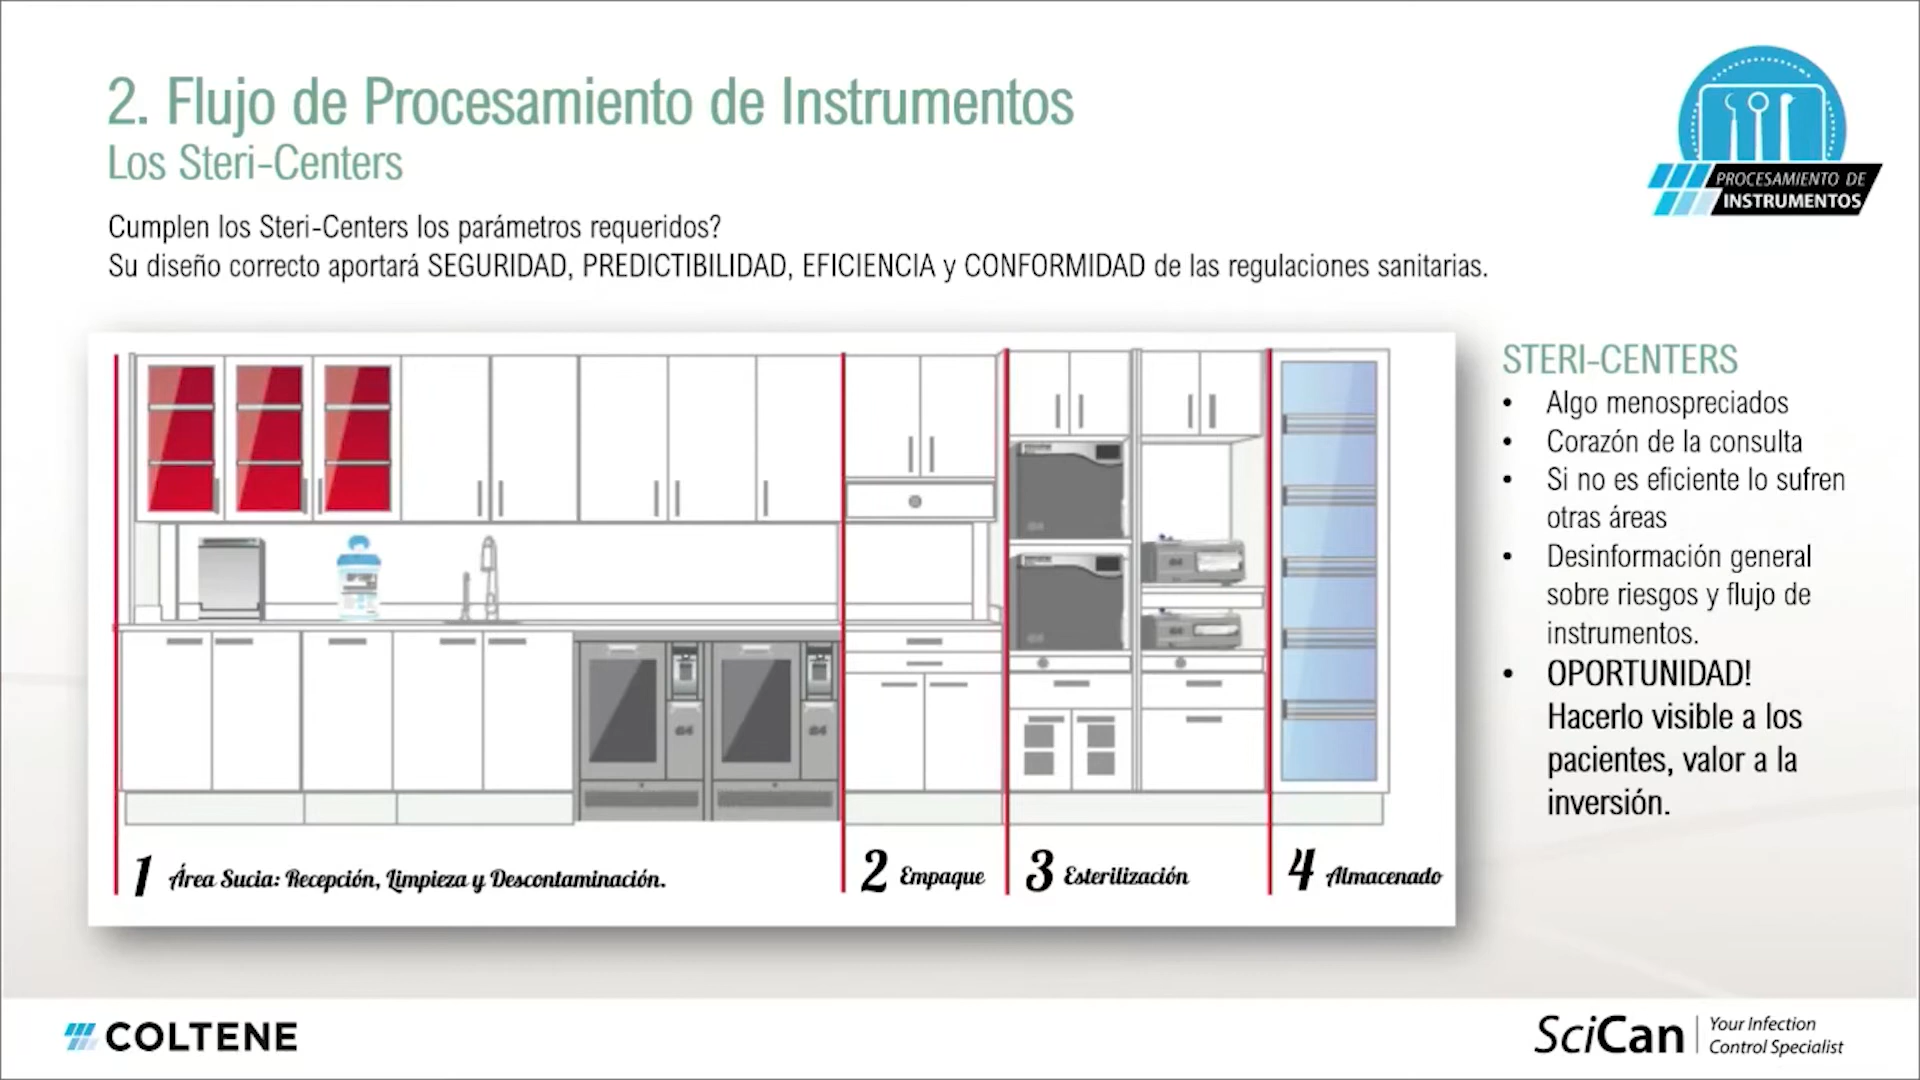 2. Flujo de Procesamiento de Instrumentos
Los Steri-Centers
Cumplen los Steri-Centers los parámetros requeridos?
Su diseño correcto aportará SEGURIDAD, PREDICTIBILIDAD, EFICIENCIA y CONFORMIDAD de las regulaciones sanitarias.
PROCESAMIENTO DE
INSTRUMENTOS
STERI-CENTERS
• Algo menospreciados
• Corazón de la consulta
• Si no es eficiente lo sufren
otras áreas
• Desinformación general
sobre riesgos y flujo de
instrumentos.
• OPORTUNIDAD!
Hacerlo visible a los
pacientes, valor a la
inversión.
G4
G4
1 Área Sucia: Recepción, Limpieza y Descontaminación.
2 Empaque
3 Esterilización
4 Almacenado
COLTENE
SciCan
Your Infection
Control Specialist